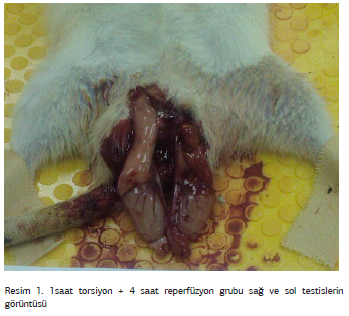 Resim 1. 1saat torsiyon + 4 saat reperfüzyon grubu sağ ve sol testislerin
görüntüsü